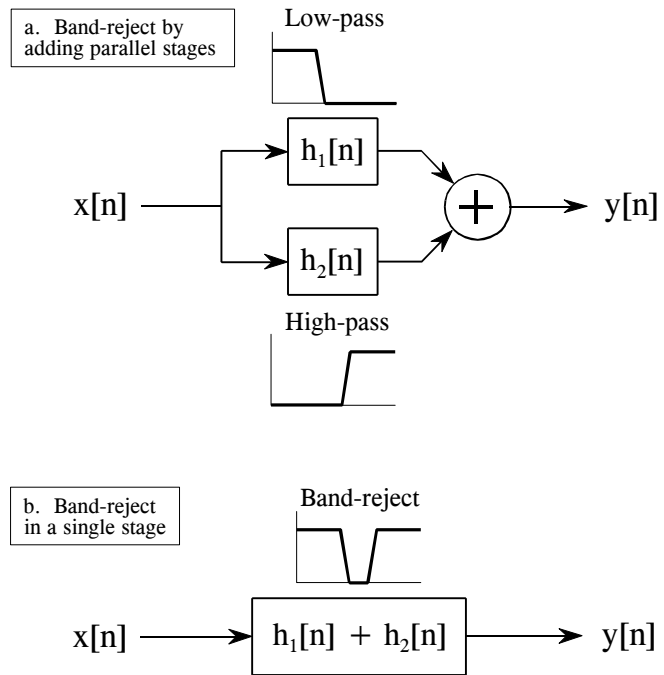 a. Band-reject by
adding parallel stages
Low-pass
h₁[n]
x[n]
+
y[n]
h₂[n]
High-pass
b. Band-reject
in a single stage
Band-reject
x[n]
h₁[n] + h₂[n]
y[n]